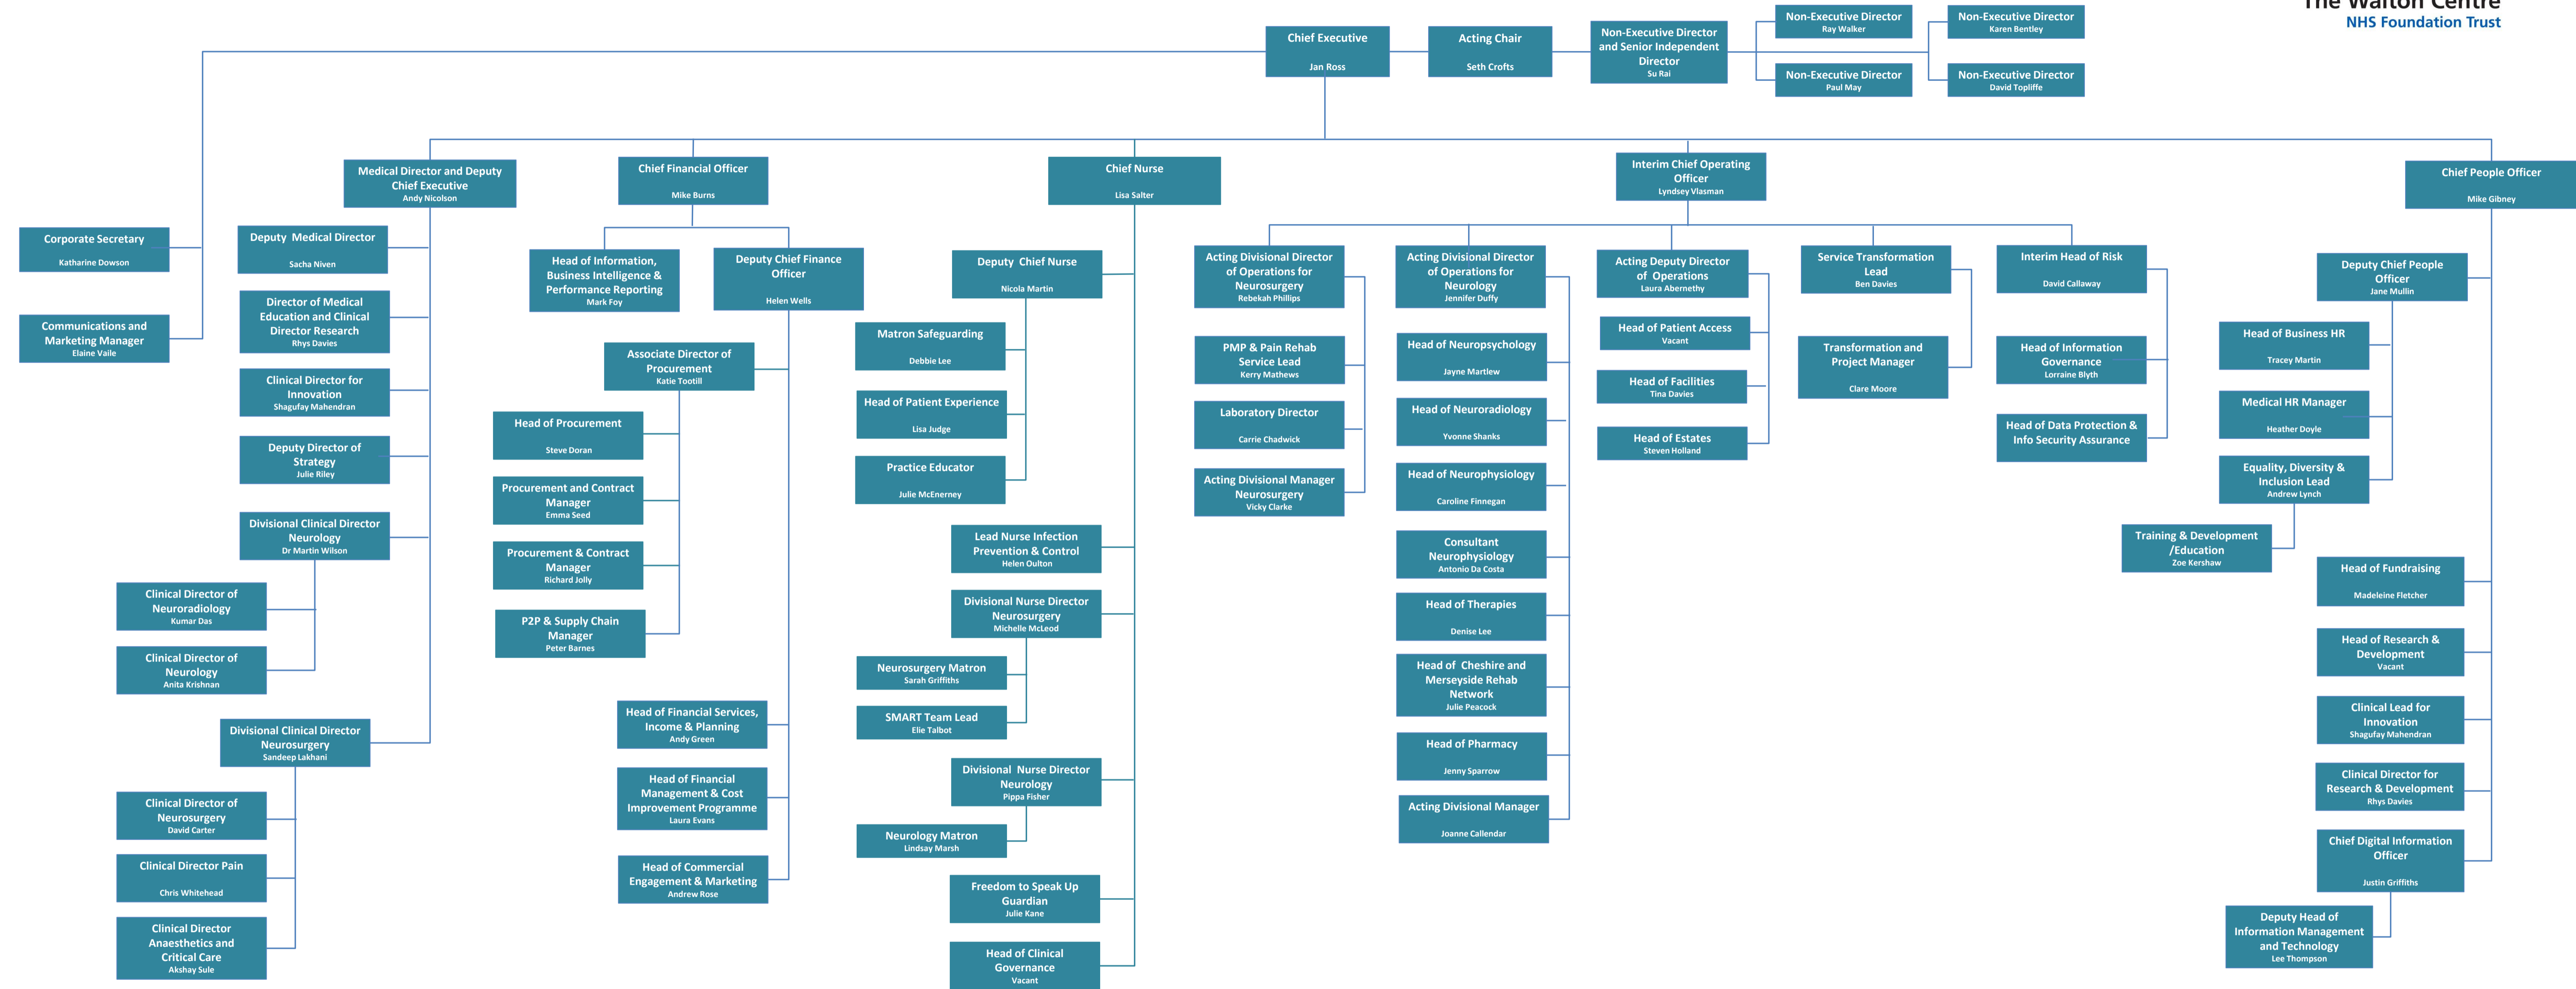 The Walton Centre
NHS Foundation Trust
Chief Executive
Jan Ross
Acting Chair
Seth Crofts
Non-Executive Director
and Senior Independent
Director
Su Rai
Non-Executive Director
Ray Walker
Non-Executive Director
Karen Bentley
Non-Executive Director
Paul May
Non-Executive Director
David Topliffe
Corporate Secretary
Katharine Dowson
Communications and
Marketing Manager
Elaine Vaile
Medical Director and Deputy
Chief Executive
Andy Nicolson
Deputy Medical Director
Sacha Niven
Director of Medical
Education and Clinical
Director Research
Rhys Davies
Clinical Director for
Innovation
Shagufay Mahendran
Deputy Director of
Strategy
Julie Riley
Divisional Clinical Director
Neurology
Dr Martin Wilson
Clinical Director of
Neuroradiology
Kumar Das
Clinical Director of
Neurology
Anita Krishnan
Divisional Clinical Director
Neurosurgery
Sandeep Lakhani
Clinical Director of
Neurosurgery
David Carter
Clinical Director Pain
Chris Whitehead
Clinical Director
Anaesthetics and
Critical Care
Akshay Sule
Chief Financial Officer
Mike Burns
Head of Information,
Business Intelligence &
Performance Reporting
Mark Foy
Deputy Chief Finance
Officer
Helen Wells
Associate Director of
Procurement
Katie Tootill
Head of Procurement
Steve Doran
Procurement and Contract
Manager
Emma Seed
Procurement & Contract
Manager
Richard Jolly
P2P & Supply Chain
Manager
Peter Barnes
Head of Financial Services,
Income & Planning
Andy Green
Head of Financial
Management & Cost
Improvement Programme
Laura Evans
Head of Commercial
Engagement & Marketing
Andrew Rose
Chief Nurse
Lisa Salter
Deputy Chief Nurse
Nicola Martin
Matron Safeguarding
Debbie Lee
Head of Patient Experience
Lisa Judge
Practice Educator
Julie McEnerney
Lead Nurse Infection
Prevention & Control
Helen Oulton
Divisional Nurse Director
Neurosurgery
Michelle McLeod
Neurosurgery Matron
Sarah Griffiths
SMART Team Lead
Elie Talbot
Divisional Nurse Director
Neurology
Pippa Fisher
Neurology Matron
Lindsay Marsh
Freedom to Speak Up
Guardian
Julie Kane
Head of Clinical
Governance
Vacant
Interim Chief Operating
Officer
Lyndsey Vlasman
Acting Divisional Director
of Operations for
Neurosurgery
Rebekah Phillips
PMP & Pain Rehab
Service Lead
Kerry Mathews
Laboratory Director
Carrie Chadwick
Acting Divisional Manager
Neurosurgery
Vicky Clarke
Acting Divisional Director
of Operations for
Neurology
Jennifer Duffy
Head of Neuropsychology
Jayne Martlew
Head of Neuroradiology
Yvonne Shanks
Head of Neurophysiology
Caroline Finnegan
Consultant
Neurophysiology
Antonio Da Costa
Head of Therapies
Denise Lee
Head of Cheshire and
Merseyside Rehab
Network
Julie Peacock
Head of Pharmacy
Jenny Sparrow
Acting Divisional Manager
Joanne Callendar
Acting Deputy Director
of Operations
Laura Abernethy
Head of Patient Access
Vacant
Head of Facilities
Tina Davies
Head of Estates
Steven Holland
Service Transformation
Lead
Ben Davies
Transformation and
Project Manager
Clare Moore
Interim Head of Risk
David Callaway
Head of Information
Governance
Lorraine Blyth
Head of Data Protection &
Info Security Assurance
Chief People Officer
Mike Gibney
Deputy Chief People
Officer
Jane Mullin
Head of Business HR
Tracey Martin
Medical HR Manager
Heather Doyle
Equality, Diversity &
Inclusion Lead
Andrew Lynch
Training & Development
/Education
Zoe Kershaw
Head of Fundraising
Madeleine Fletcher
Head of Research &
Development
Vacant
Clinical Lead for
Innovation
Shagufay Mahendran
Clinical Director for
Research & Development
Rhys Davies
Chief Digital Information
Officer
Justin Griffiths
Deputy Head of
Information Management
and Technology
Lee Thompson